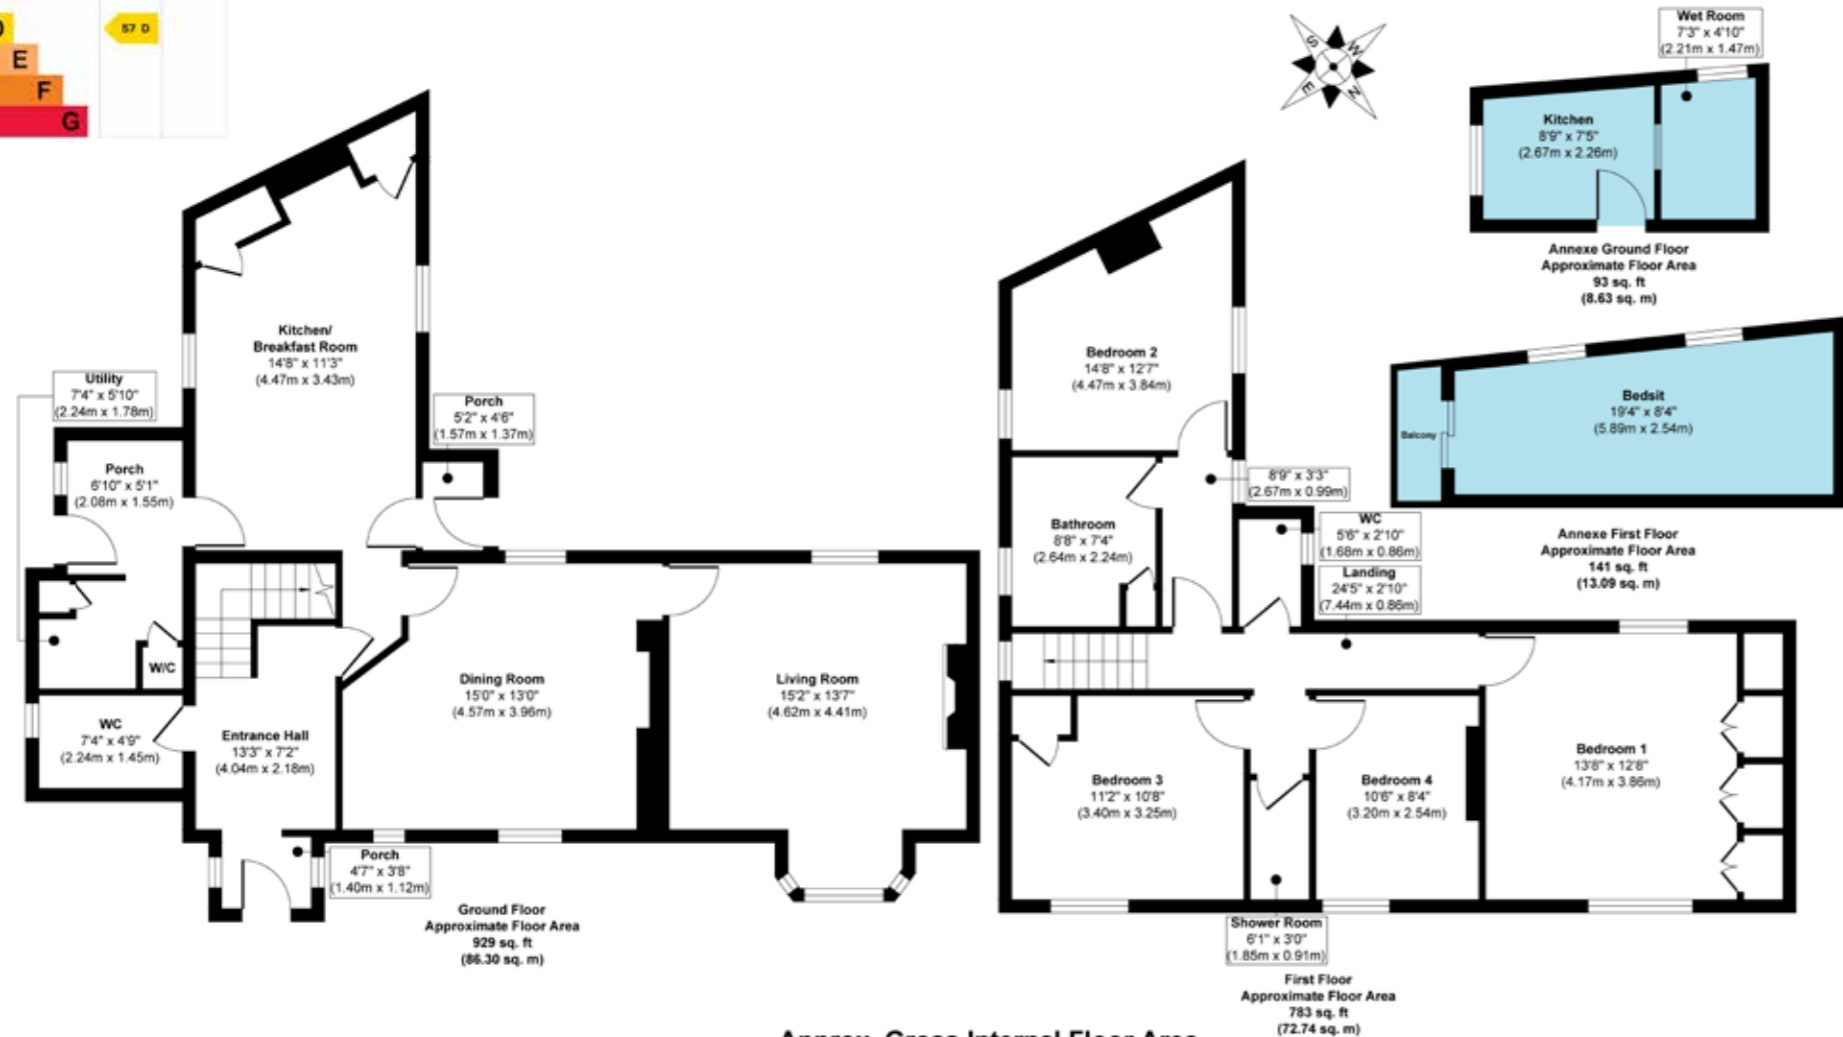 E
F
G
57 D
S
W
E
N
Wet Room
7'3" x 4'10"
(2.21m x 1.47m)
Kitchen
8'9" x 7'5"
(2.67m x 2.26m)
Annexe Ground Floor
Approximate Floor Area
93 sq. ft
(8.63 sq. m)
Kitchen/
Breakfast Room
14'8" x 11'3"
(4.47m x 3.43m)
Utility
7'4" x 5'10"
(2.24m x 1.78m)
Porch
5'2" x 4'6"
(1.57m x 1.37m)
Porch
6'10" x 5'1"
(2.08m x 1.55m)
W/C
WC
7'4" x 4'9"
(2.24m x 1.45m)
Entrance Hall
13'3" x 7'2"
(4.04m x 2.18m)
Dining Room
15'0" x 13'0"
(4.57m x 3.96m)
Living Room
15'2" x 13'7"
(4.62m x 4.41m)
Porch
4'7" x 3'8"
(1.40m x 1.12m)
Ground Floor
Approximate Floor Area
929 sq. ft
(86.30 sq. m)
Bedroom 2
14'8" x 12'7"
(4.47m x 3.84m)
Bedsit
19'4" x 8'4"
(5.89m x 2.54m)
Balcony
Annexe First Floor
Approximate Floor Area
141 sq. ft
(13.09 sq. m)
8'9" x 3'3"
(2.67m x 0.99m)
Bathroom
8'8" x 7'4"
(2.64m x 2.24m)
WC
5'6" x 2'10"
(1.68m x 0.86m)
Landing
24'5" x 2'10"
(7.44m x 0.86m)
Bedroom 3
11'2" x 10'8"
(3.40m x 3.25m)
Bedroom 4
10'6" x 8'4"
(3.20m x 2.54m)
Bedroom 1
13'8" x 12'8"
(4.17m x 3.86m)
Shower Room
6'1" x 3'0"
(1.85m x 0.91m)
First Floor
Approximate Floor Area
783 sq. ft
(72.74 sq. m)
Approx. Gross Internal Floor Area